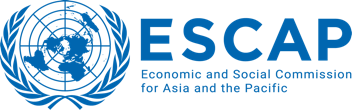 ESCAP
Economic and Social Commission
for Asia and the Pacific